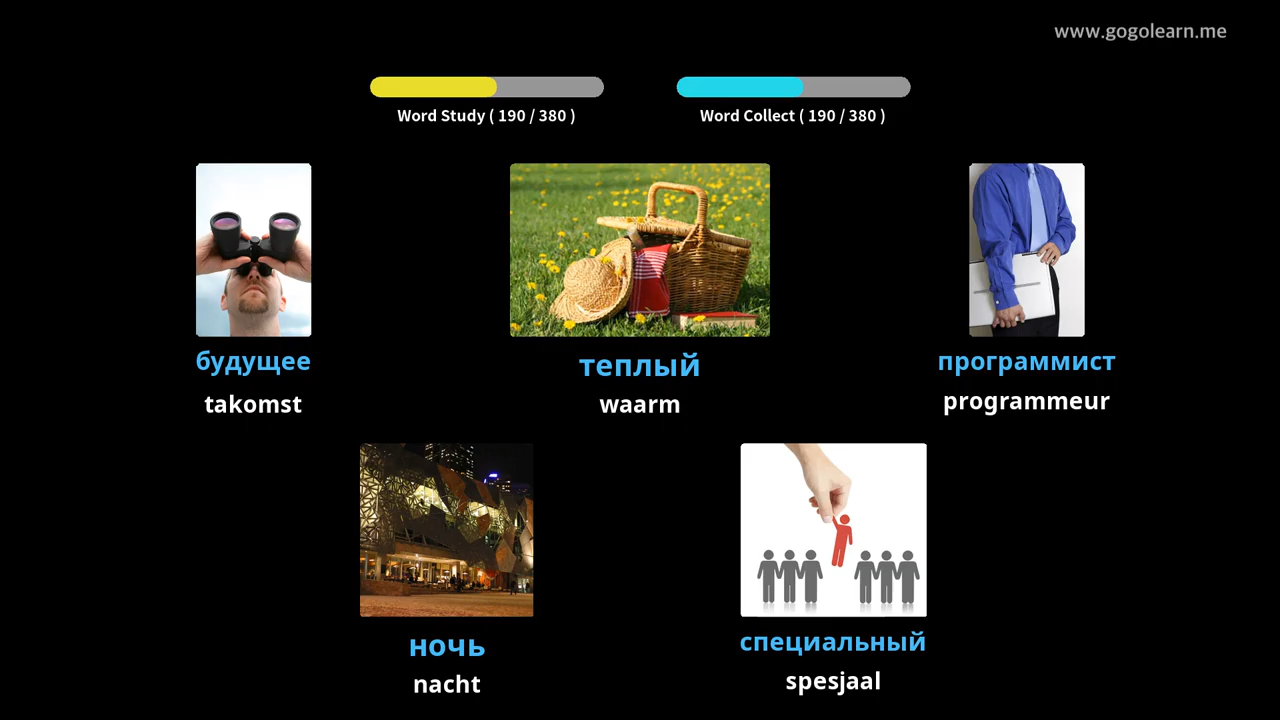 www.gogolearn.me
Word Study ( 190 / 380 )
Word Collect ( 190 / 380 )
будущее
takomst
теплый
waarm
программист
programmeur
ночь
nacht
специальный
spesjaal